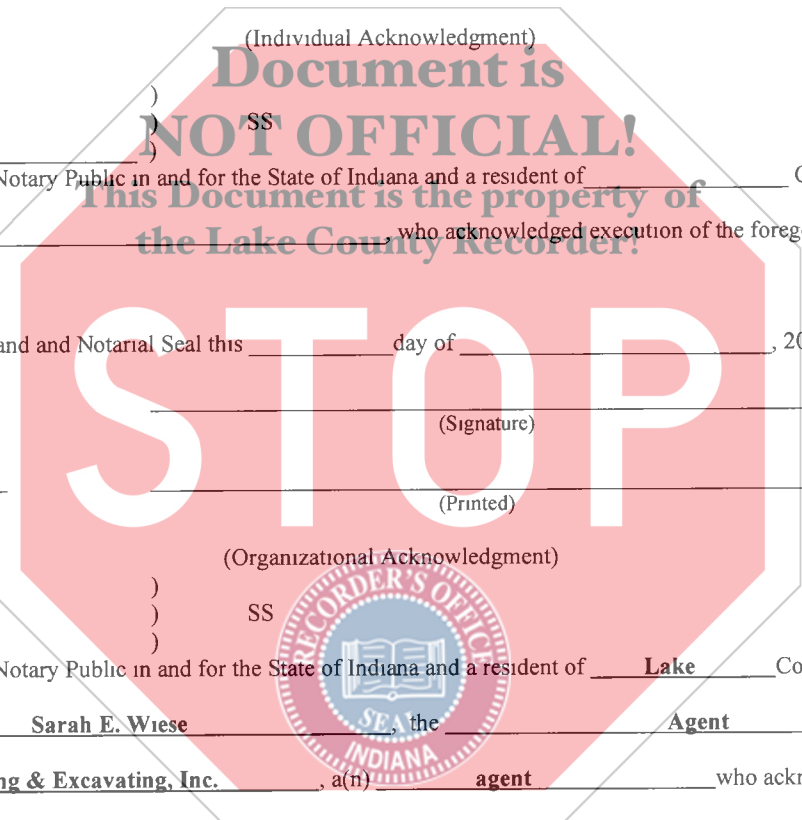 (Individual Acknowledgment)
Document is
)
) SS
NOT OFFICIAL!
)
Notary Public in and for the State of Indiana and a resident of
This Document is the property of
, who acknowledged execution of the
the Lake County Recorder!
and and Notarial Seal this day of , 20
STOP
(Signature)
(Printed)
(Organizational Acknowledgment)
)
) SS
)
RECORDER'S OFFICE
SEAL
INDIANA
Notary Public in and for the State of Indiana and a resident of Lake Co
Sarah E. Wiese , the Agent
ng & Excavating, Inc. , a(n) agent who ackn